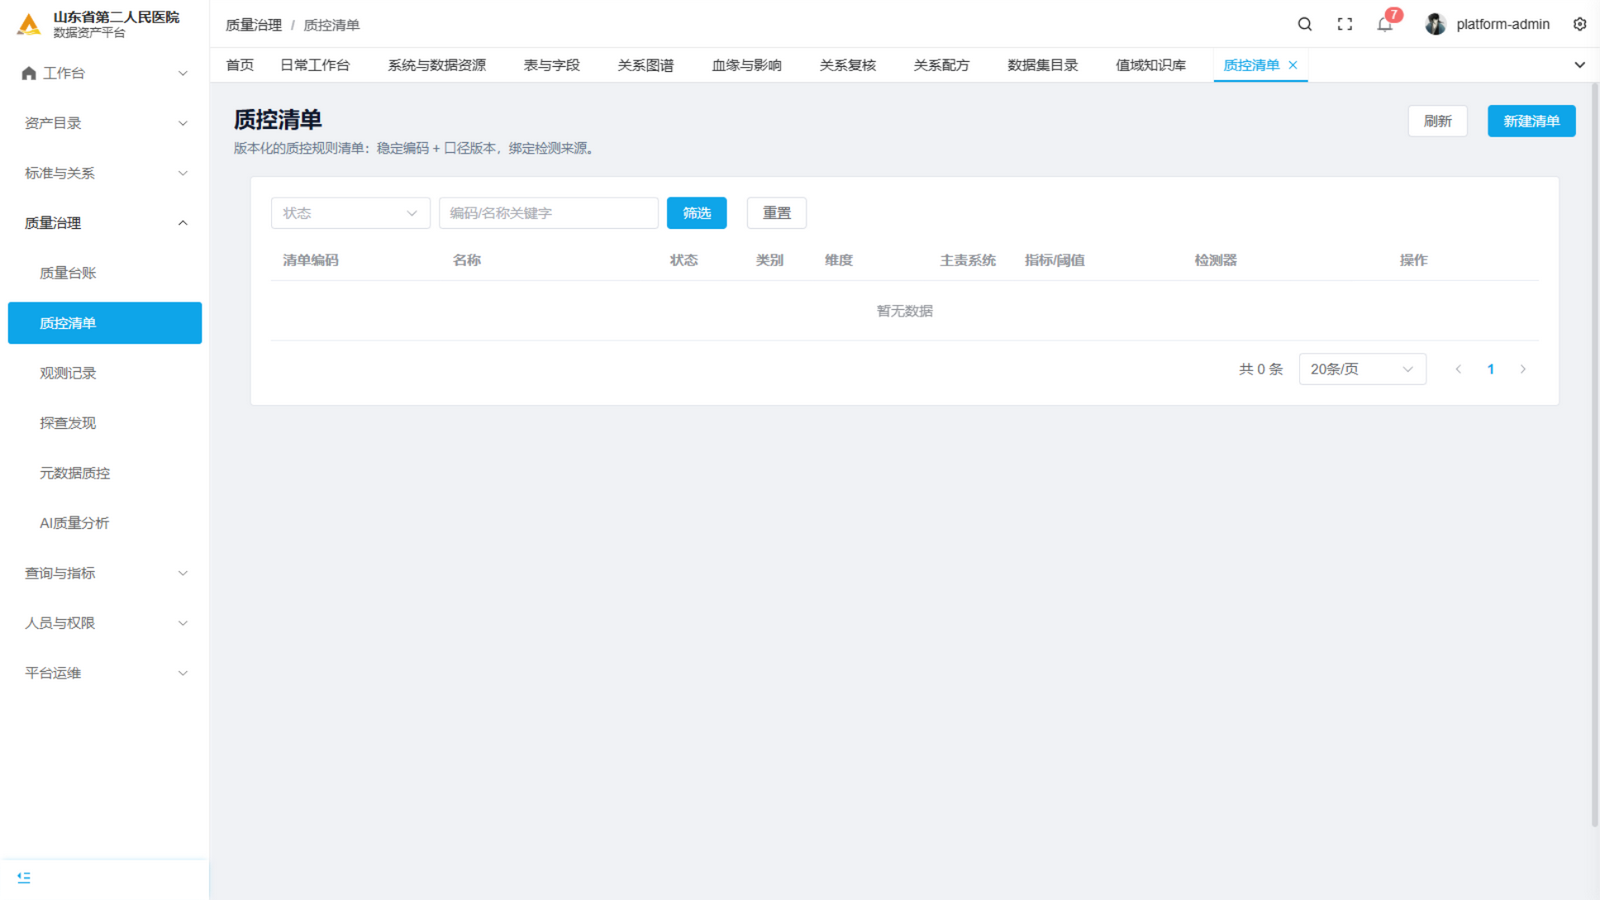 山东省第二人民医院
数据资产平台
质量治理 / 质控清单
7
platform-admin
首页 日常工作台 系统与数据资源 表与字段 关系图谱 血缘与影响 关系复核 关系配方 数据集目录 值域知识库 质控清单
工作台
资产目录
标准与关系
质量治理
质量台账
质控清单
观测记录
探查发现
元数据质控
AI质量分析
查询与指标
人员与权限
平台运维
质控清单
版本化的质控规则清单：稳定编码 + 口径版本，绑定检测来源。
刷新 新建清单
状态 编码/名称关键字 筛选 重置
清单编码 名称 状态 类别 维度 主责系统 指标/阈值 检测器 操作
暂无数据
共 0 条 20条/页 1